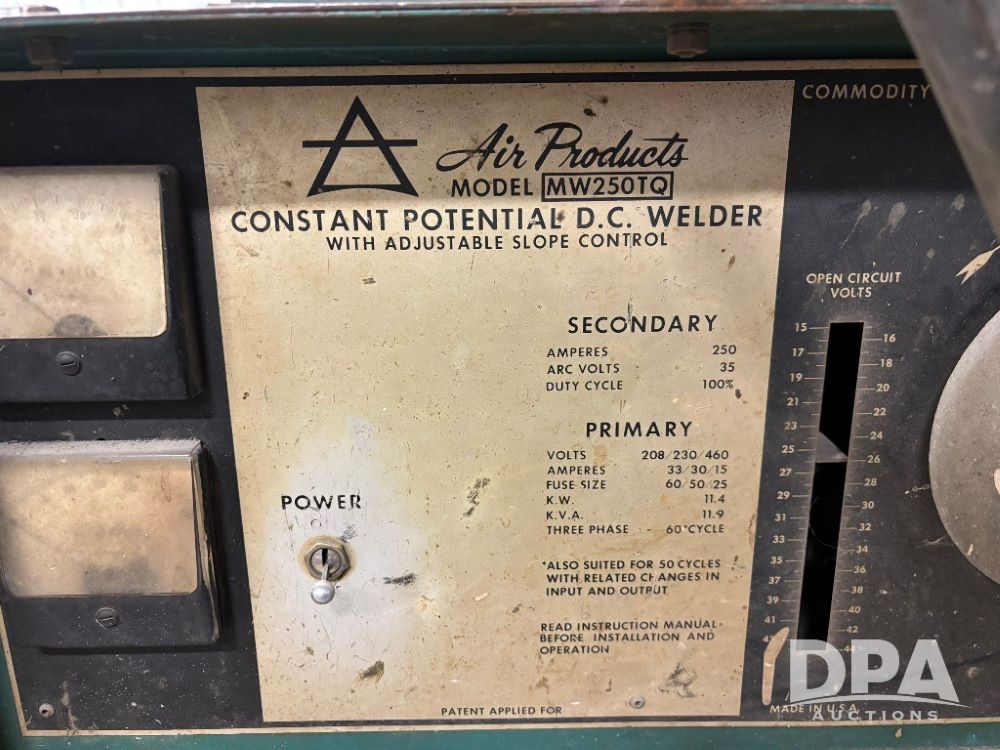 COMMODITY
Air Products
MODEL MW250TQ
CONSTANT POTENTIAL D.C. WELDER
WITH ADJUSTABLE SLOPE CONTROL
SECONDARY
AMPERES 250
ARC VOLTS 35
DUTY CYCLE 100%
PRIMARY
VOLTS 208/230/460
AMPERES 33/30/15
FUSE SIZE 60/50/25
K.W. 11.4
K.V.A. 11.9
THREE PHASE -- 60*CYCLE
*ALSO SUITED FOR 50 CYCLES
WITH RELATED CHANGES IN
INPUT AND OUTPUT
READ INSTRUCTION MANUAL
BEFORE INSTALLATION AND
OPERATION
POWER
PATENT APPLIED FOR
OPEN CIRCUIT
VOLTS
15
16
17
18
19
20
21
22
23
24
25
26
27
28
29
30
31
32
33
34
35
36
37
38
39
40
41
42
44
MADE IN U.S.A.
DPA
AUCTIONS